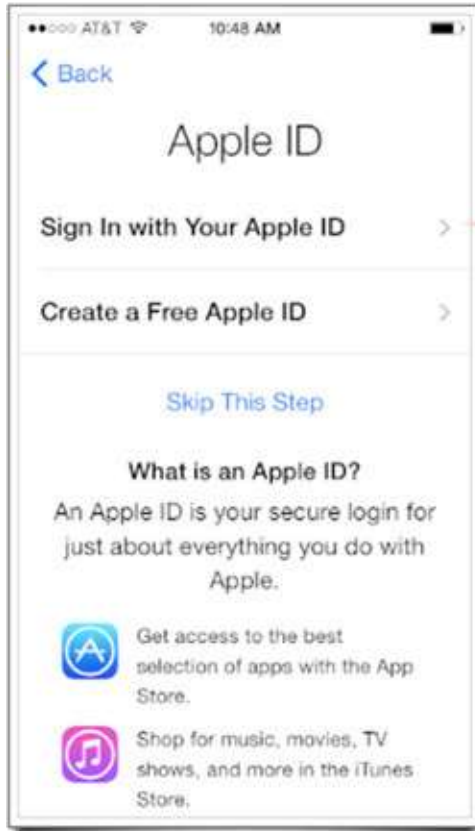 AT&T 10:48 AM
Back
Apple ID
Sign In with Your Apple ID
Create a Free Apple ID
Skip This Step
What is an Apple ID?
An Apple ID is your secure login for
just about everything you do with
Apple.
Get access to the best
selection of apps with the App
Store.
Shop for music, movies, TV
shows, and more in the iTunes
Store.